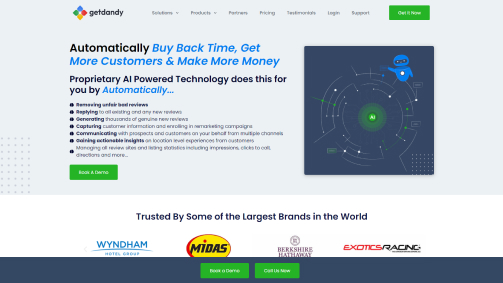 getdandy
Solutions Products Partners Pricing Testimonials Login Support Get it Now
Automatically Buy Back Time, Get
More Customers & Make More Money
Proprietary AI Powered Technology does this for
you by Automatically...
Removing unfair bad reviews
Replying to all existing and any new reviews
Generating thousands of genuine new reviews
Capturing customer information and enrolling in remarketing campaigns
Communicating with prospects and customers on your behalf from multiple channels
Gaining actionable insights on location level experiences from customers
Managing all review sites and listing statistics including impressions, clicks to call,
directions and more...
Book A Demo
AI
Trusted By Some of the Largest Brands in the World
WYNDHAM
HOTEL GROUP
MIDAS
BERKSHIRE
HATHAWAY
EXOTICS RACING
Book a Demo
Call Us Now